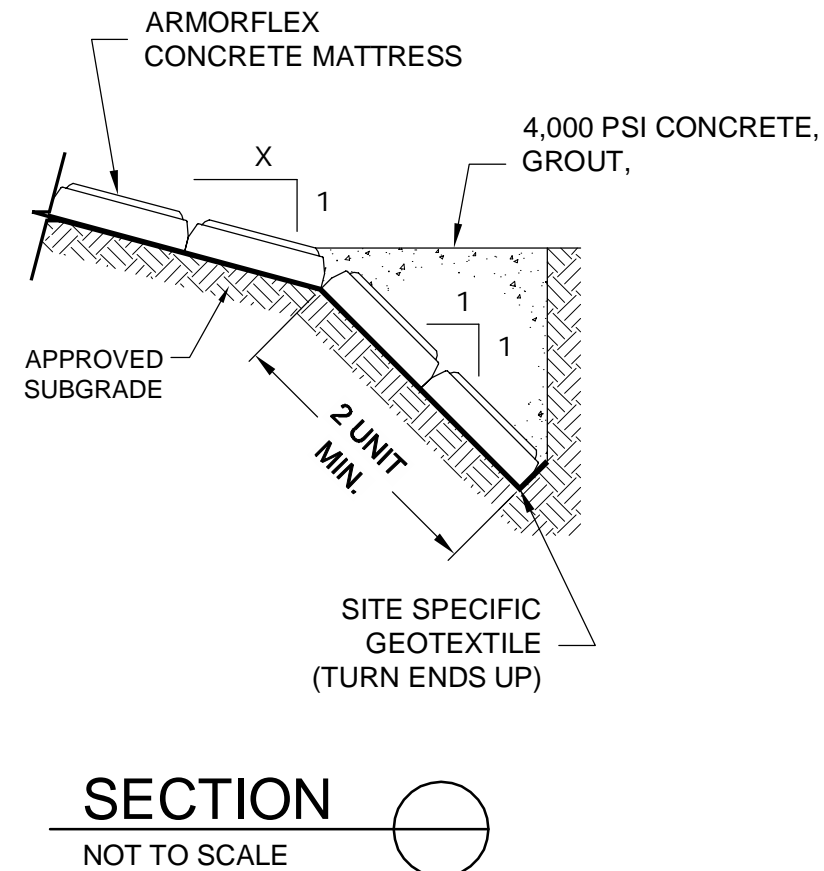 ARMORFLEX
CONCRETE MATTRESS
4,000 PSI CONCRETE,
GROUT,
X
1
1
1
APPROVED
SUBGRADE
2 UNIT
MIN.
SITE SPECIFIC
GEOTEXTILE
(TURN ENDS UP)
SECTION
NOT TO SCALE